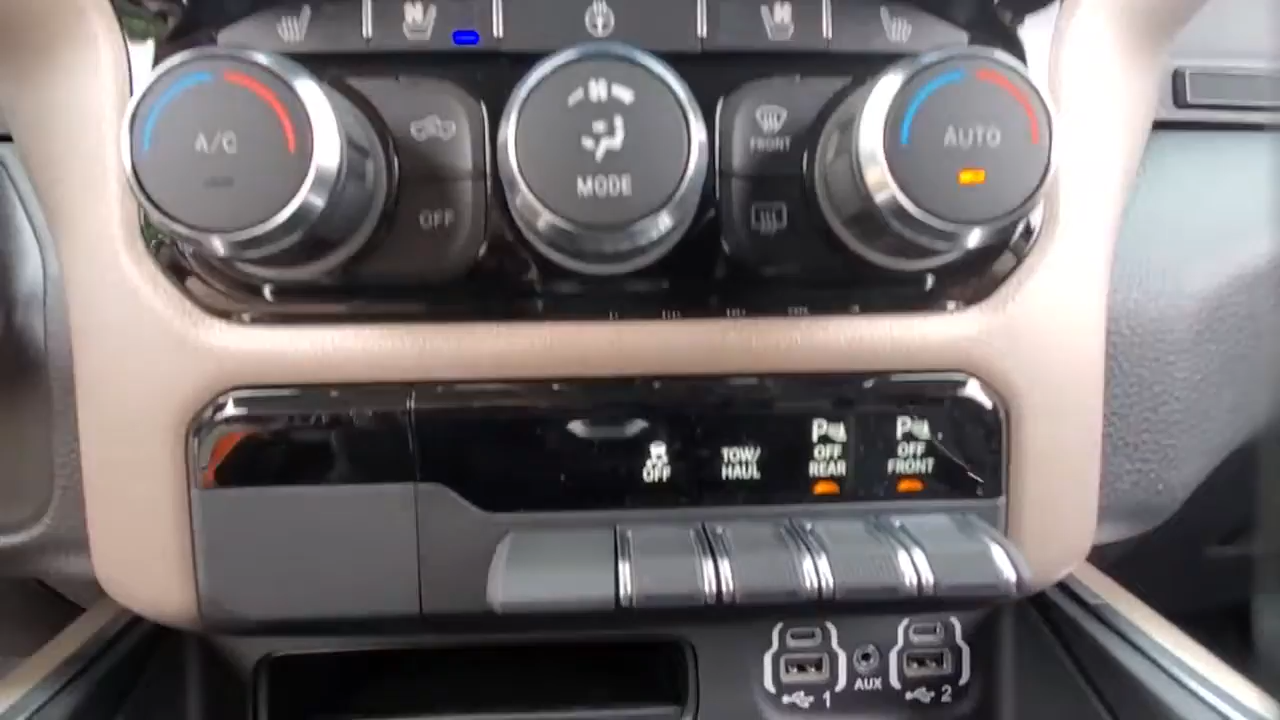 A/C
OFF
MODE
FRONT
AUTO
OFF
TOW/
HAUL
P
OFF
REAR
P
OFF
FRONT
1
AUX
2